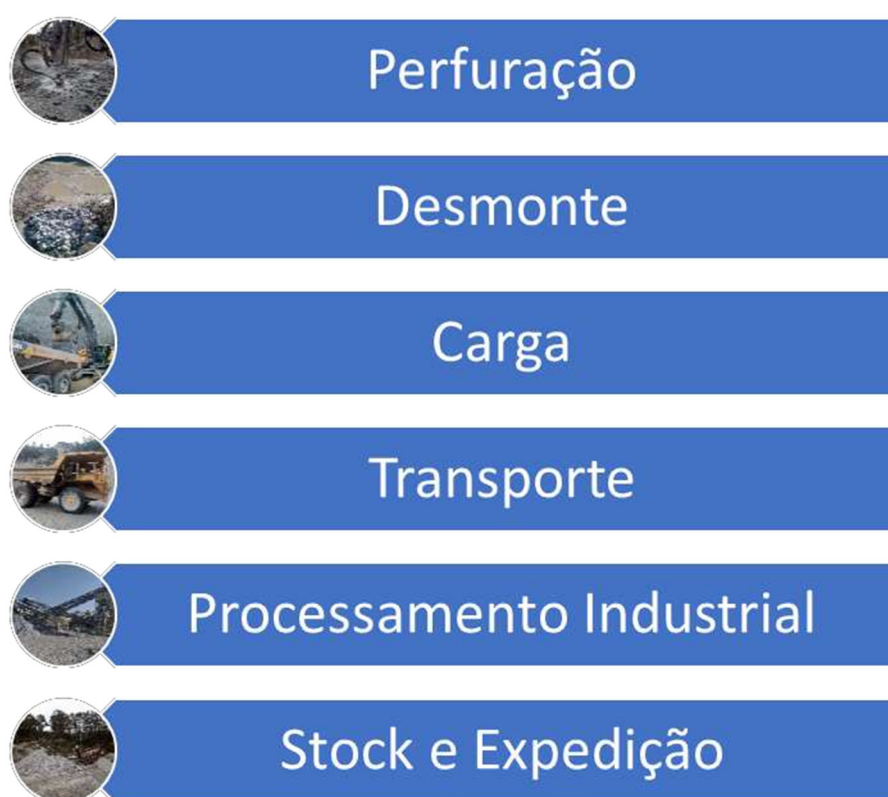 Perfuração
Desmonte
Carga
Transporte
Processamento Industrial
Stock e Expedição